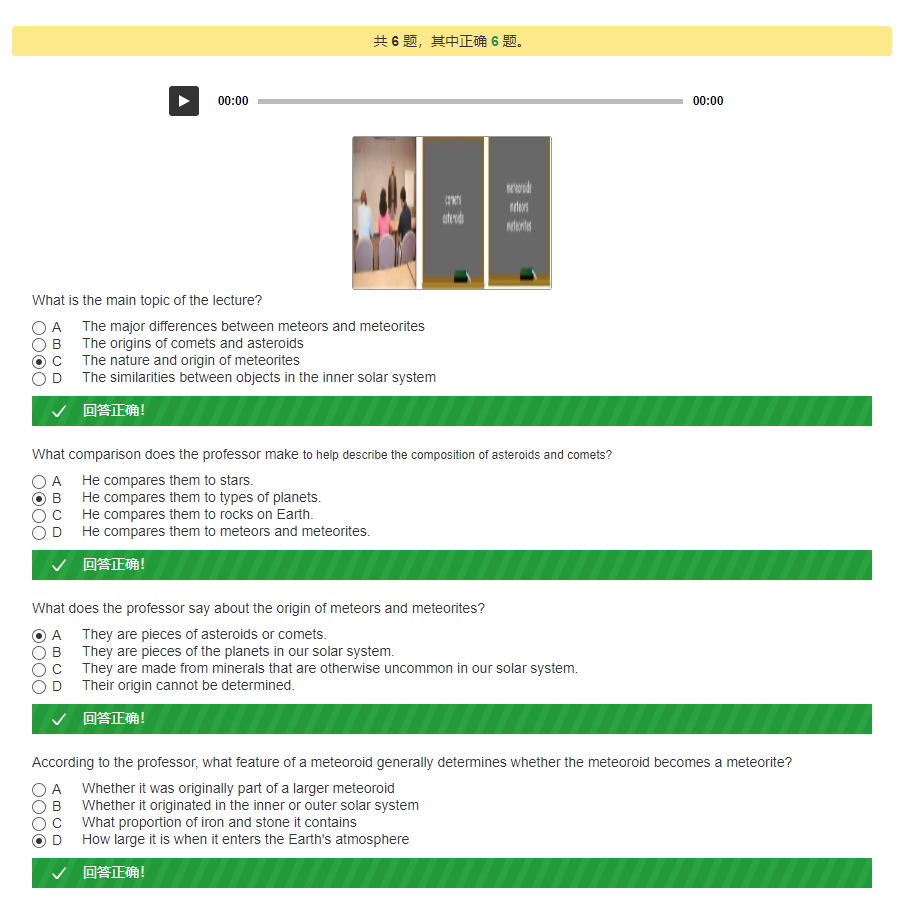 共 6 题，其中正确 6 题。
00:00 00:00
comets
asteroids
meteoroids
meteors
meteorites
What is the main topic of the lecture?
A The major differences between meteors and meteorites
B The origins of comets and asteroids
C The nature and origin of meteorites
D The similarities between objects in the inner solar system
回答正确!
What comparison does the professor make to help describe the composition of asteroids and comets?
A He compares them to stars.
B He compares them to types of planets.
C He compares them to rocks on Earth.
D He compares them to meteors and meteorites.
回答正确!
What does the professor say about the origin of meteors and meteorites?
A They are pieces of asteroids or comets.
B They are pieces of the planets in our solar system.
C They are made from minerals that are otherwise uncommon in our solar system.
D Their origin cannot be determined.
回答正确!
According to the professor, what feature of a meteoroid generally determines whether the meteoroid becomes a meteorite?
A Whether it was originally part of a larger meteoroid
B Whether it originated in the inner or outer solar system
C What proportion of iron and stone it contains
D How large it is when it enters the Earth's atmosphere
回答正确!